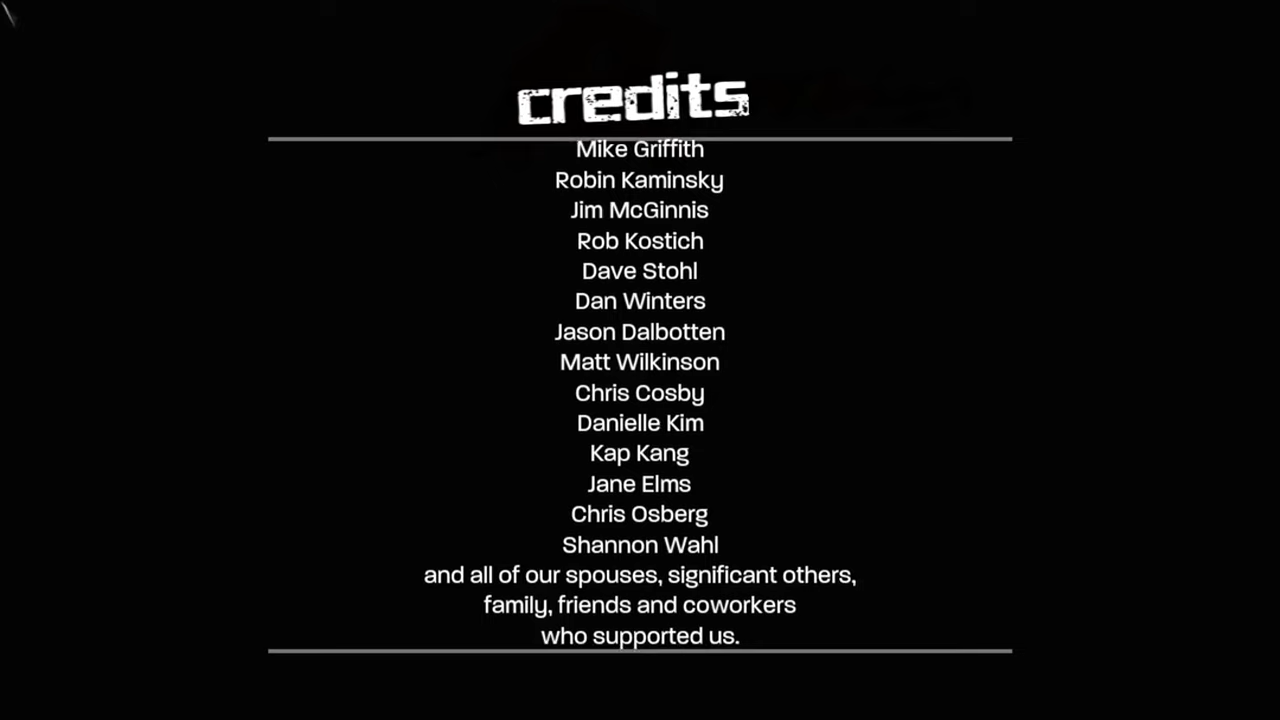 credits
Mike Griffith
Robin Kaminsky
Jim McGinnis
Rob Kostich
Dave Stohl
Dan Winters
Jason Dalbotten
Matt Wilkinson
Chris Cosby
Danielle Kim
Kap Kang
Jane Elms
Chris Osberg
Shannon Wahl
and all of our spouses, significant others,
family, friends and coworkers
who supported us.